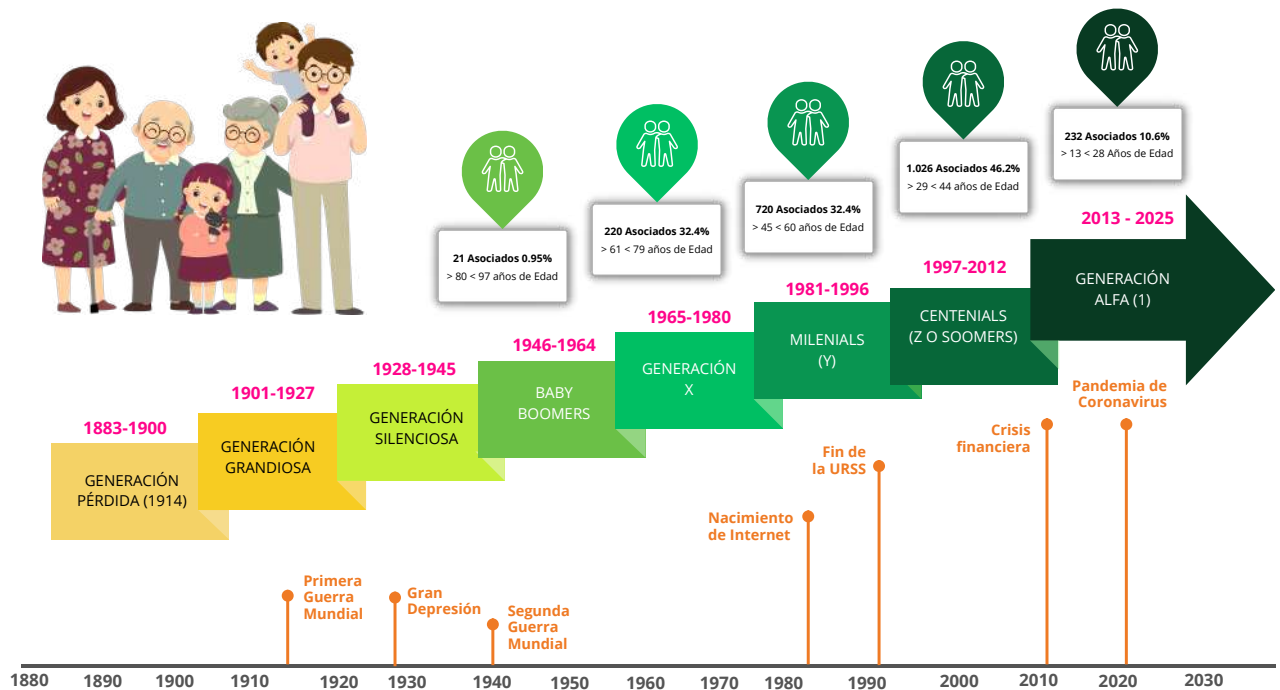 232 Asociados 10.6%
> 13 < 28 Años de Edad
1.026 Asociados 46.2%
> 29 < 44 años de Edad
720 Asociados 32.4%
> 45 < 60 años de Edad
220 Asociados 32.4%
> 61 < 79 años de Edad
21 Asociados 0.95%
> 80 < 97 años de Edad
2013 - 2025
GENERACIÓN
ALFA (1)
1997-2012
CENTENIALS
(Z O SOOMERS)
1981-1996
MILENIALS
(Y)
1965-1980
GENERACIÓN
X
1946-1964
BABY
BOOMERS
1928-1945
GENERACIÓN
SILENCIOSA
1901-1927
GENERACIÓN
GRANDIOSA
1883-1900
GENERACIÓN
PÉRDIDA (1914)
Pandemia de
Coronavirus
Crisis
financiera
Fin de
la URSS
Nacimiento
de Internet
Primera
Guerra
Mundial
Gran
Depresión
Segunda
Guerra
Mundial
1880 1890 1900 1910 1920 1930 1940 1950 1960 1970 1980 1990 2000 2010 2020 2030